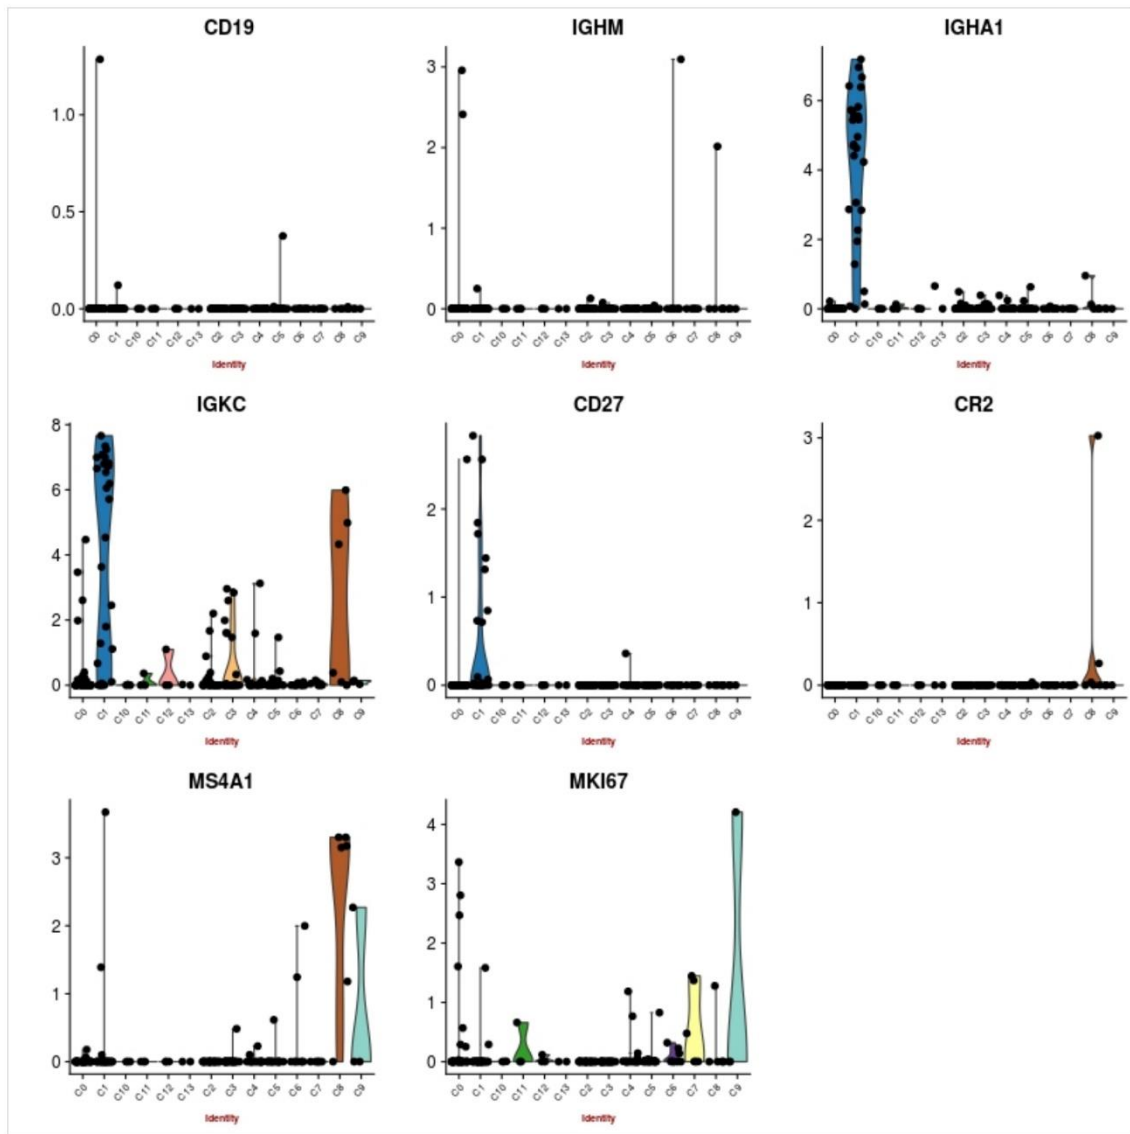 CD19 IGHM IGHA1
1.0
0.5
0.0
3
2
1
0
6
4
2
0
C0 C1 C10 C11 C12 C13 C2 C3 C4 C5 C6 C7 C8 C9
C0 C1 C10 C11 C12 C13 C2 C3 C4 C5 C6 C7 C8 C9
C0 C1 C10 C11 C12 C13 C2 C3 C4 C5 C6 C7 C8 C9
Identity Identity Identity
IGKC CD27 CR2
8
6
4
2
0
2
1
0
3
2
1
0
C0 C1 C10 C11 C12 C13 C2 C3 C4 C5 C6 C7 C8 C9
C0 C1 C10 C11 C12 C13 C2 C3 C4 C5 C6 C7 C8 C9
C0 C1 C10 C11 C12 C13 C2 C3 C4 C5 C6 C7 C8 C9
Identity Identity Identity
MS4A1 MKI67
3
2
1
0
4
3
2
1
0
C0 C1 C10 C11 C12 C13 C2 C3 C4 C5 C6 C7 C8 C9
C0 C1 C10 C11 C12 C13 C2 C3 C4 C5 C6 C7 C8 C9
Identity Identity